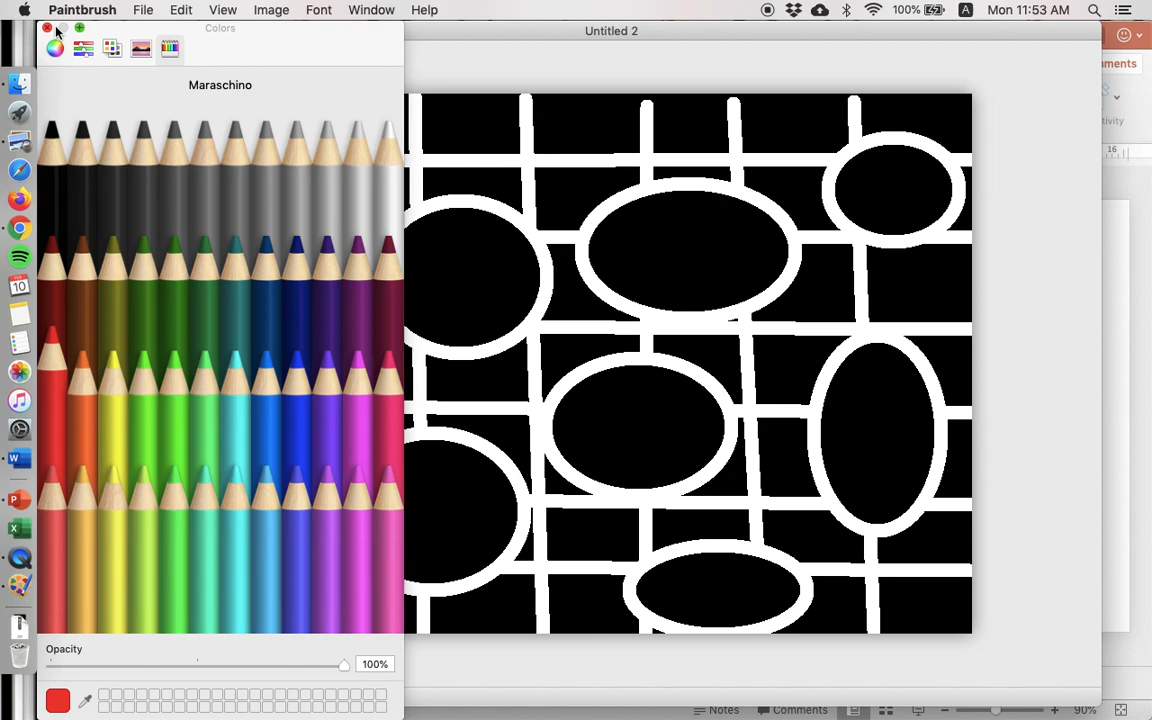 Paintbrush File Edit View Image Font Window Help 100% A Mon 11:53 AM
Colors
Untitled 2
Maraschino
16
Opacity
100%
Notes Comments 90%